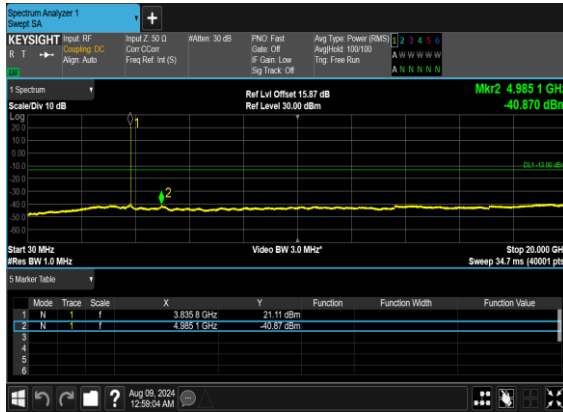 Spectrum Analyzer 1
Swept SA
+
KEYSIGHT Input: RF Input Z: 50 Ω #Atten: 30 dB PNO: Fast Avg Type: Power (RMS) 1 2 3 4 5 6
R T Coupling: DC Corr CCorr Gate: Off Avg|Hold: 100/100 A W W W W W
Align: Auto Freq Ref: Int (S) IF Gain: Low Trig: Free Run
Sig Track: Off A N N N N N
1 Spectrum Ref Lvl Offset 15.87 dB Mkr2 4.985 1 GHz
Scale/Div 10 dB Ref Level 30.00 dBm -40.870 dBm
Log
20.0
10.0
0.00
-10.0
DL1 -13.00 dBm
-20.0
-30.0
-40.0
-50.0
-60.0
1
2
Start 30 MHz Video BW 3.0 MHz* Stop 20.000 GHz
#Res BW 1.0 MHz Sweep 34.7 ms (40001 pts)
5 Marker Table
Mode Trace Scale X Y Function Function Width Function Value
1 N 1 f 3.835 8 GHz 21.11 dBm
2 N 1 f 4.985 1 GHz -40.87 dBm
3
4
5
6
? Aug 09, 2024
12:59:04 AM